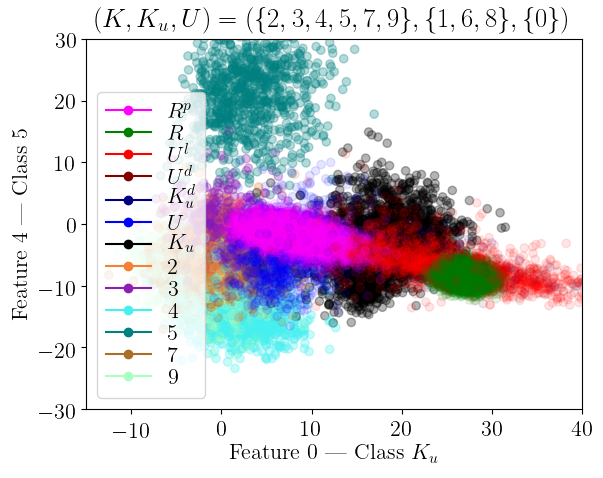 (K, K_u, U) = ({2, 3, 4, 5, 7, 9}, {1, 6, 8}, {0})
30
20
10
0
−10
−20
−30
Feature 4 — Class 5
R^p
R
U^l
U^d
K_u^d
U
K_u
2
3
4
5
7
9
−10 0 10 20 30 40
Feature 0 — Class K_u